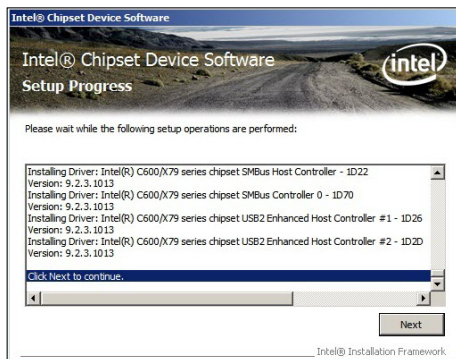 Intel® Chipset Device Software
Intel® Chipset Device Software
intel
Setup Progress
Please wait while the following setup operations are performed:
Installing Driver: Intel(R) C600/X79 series chipset SMBus Host Controller - 1D22
Version: 9.2.3.1013
Installing Driver: Intel(R) C600/X79 series chipset SMBus Controller 0 - 1D70
Version: 9.2.3.1013
Installing Driver: Intel(R) C600/X79 series chipset USB2 Enhanced Host Controller #1 - 1D26
Version: 9.2.3.1013
Installing Driver: Intel(R) C600/X79 series chipset USB2 Enhanced Host Controller #2 - 1D2D
Version: 9.2.3.1013
Click Next to continue.
Next
Intel® Installation Framework